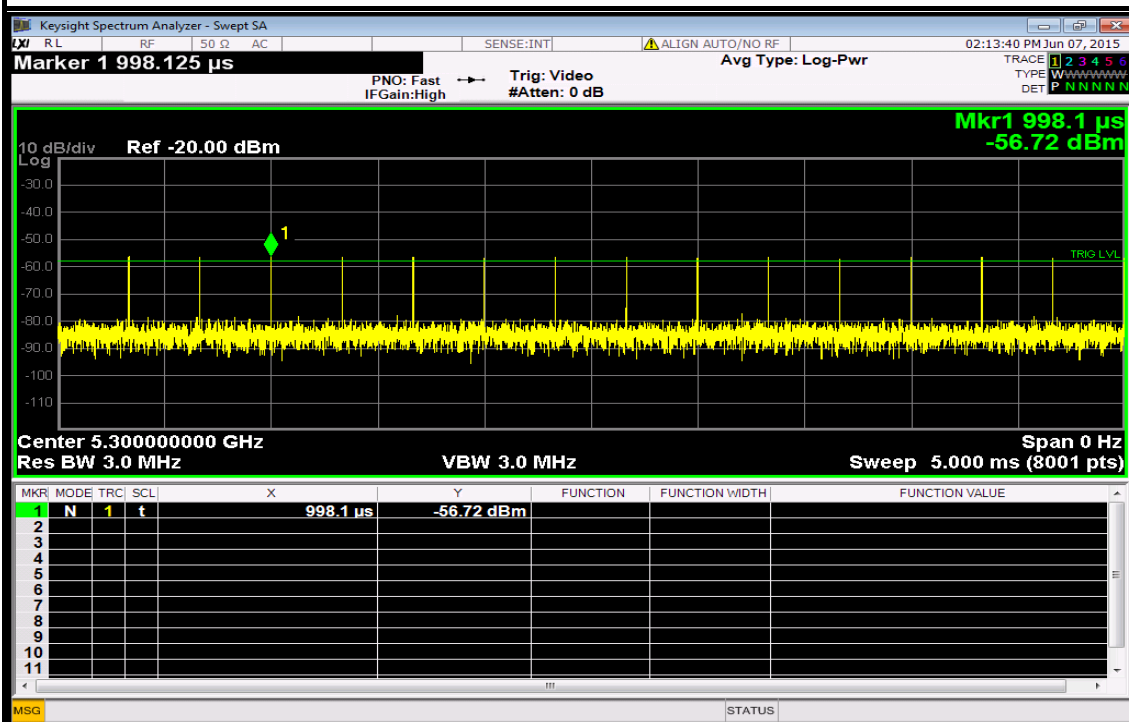 Keysight Spectrum Analyzer - Swept SA
LXI RL RF 50 Ω AC SENSE:INT ALIGN AUTO/NO RF 02:13:40 PM Jun 07, 2015
Marker 1 998.125 µs
PNO: Fast
IFGain:High
Trig: Video
#Atten: 0 dB
Avg Type: Log-Pwr
TRACE 1 2 3 4 5 6
TYPE WWWWWW
DET P N N N N N
Mkr1 998.1 µs
-56.72 dBm
10 dB/div Ref -20.00 dBm
Log
-30.0
-40.0
-50.0
1
TRIG LVL
-60.0
-70.0
-80.0
-90.0
-100
-110
Center 5.300000000 GHz Span 0 Hz
Res BW 3.0 MHz VBW 3.0 MHz Sweep 5.000 ms (8001 pts)
MKR MODE TRC SCL X Y FUNCTION FUNCTION WIDTH FUNCTION VALUE
1 N 1 t 998.1 µs -56.72 dBm
2
3
4
5
6
7
8
9
10
11
MSG STATUS